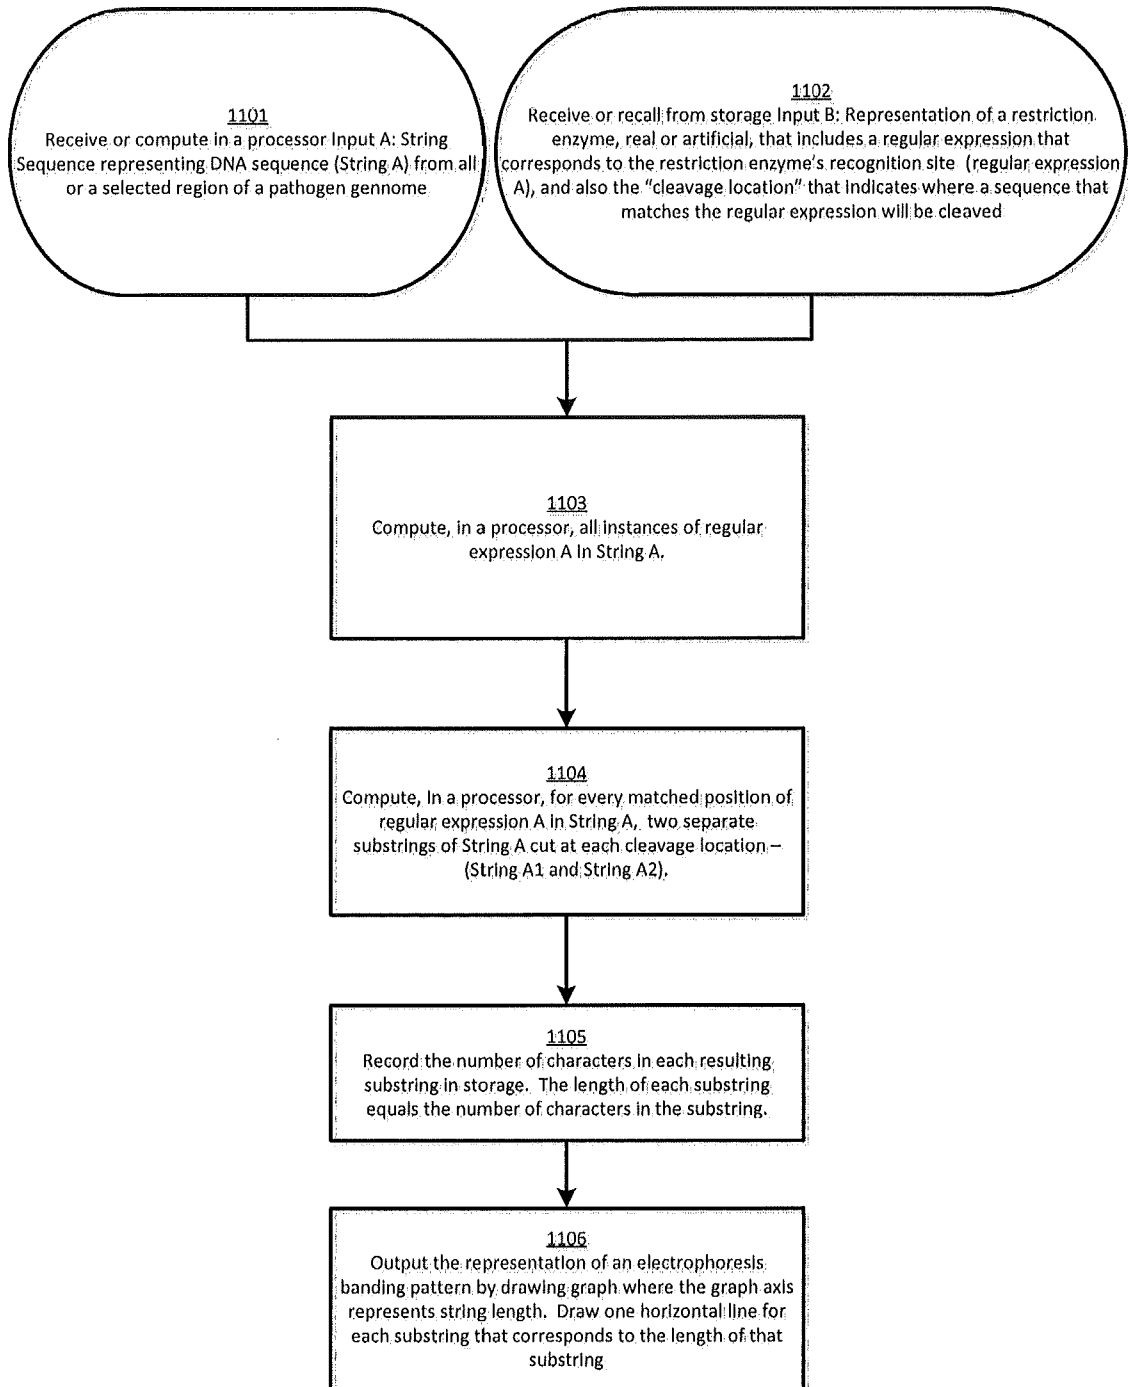 1101
Receive or compute in a processor Input A: String
Sequence representing DNA sequence (String A) from all
or a selected region of a pathogen gennome
1102
Receive or recall from storage Input B: Representation of a restriction
enzyme, real or artificial, that includes a regular expression that
corresponds to the restriction enzyme's recognition site (regular expression
A), and also the "cleavage location" that indicates where a sequence that
matches the regular expression will be cleaved
1103
Compute, in a processor, all instances of regular
expression A in String A.
1104
Compute, in a processor, for every matched position of
regular expression A in String A, two separate
substrings of String A cut at each cleavage location –
(String A1 and String A2).
1105
Record the number of characters in each resulting
substring in storage. The length of each substring
equals the number of characters in the substring.
1106
Output the representation of an electrophoresis
banding pattern by drawing graph where the graph axis
represents string length. Draw one horizontal line for
each substring that corresponds to the length of that
substring